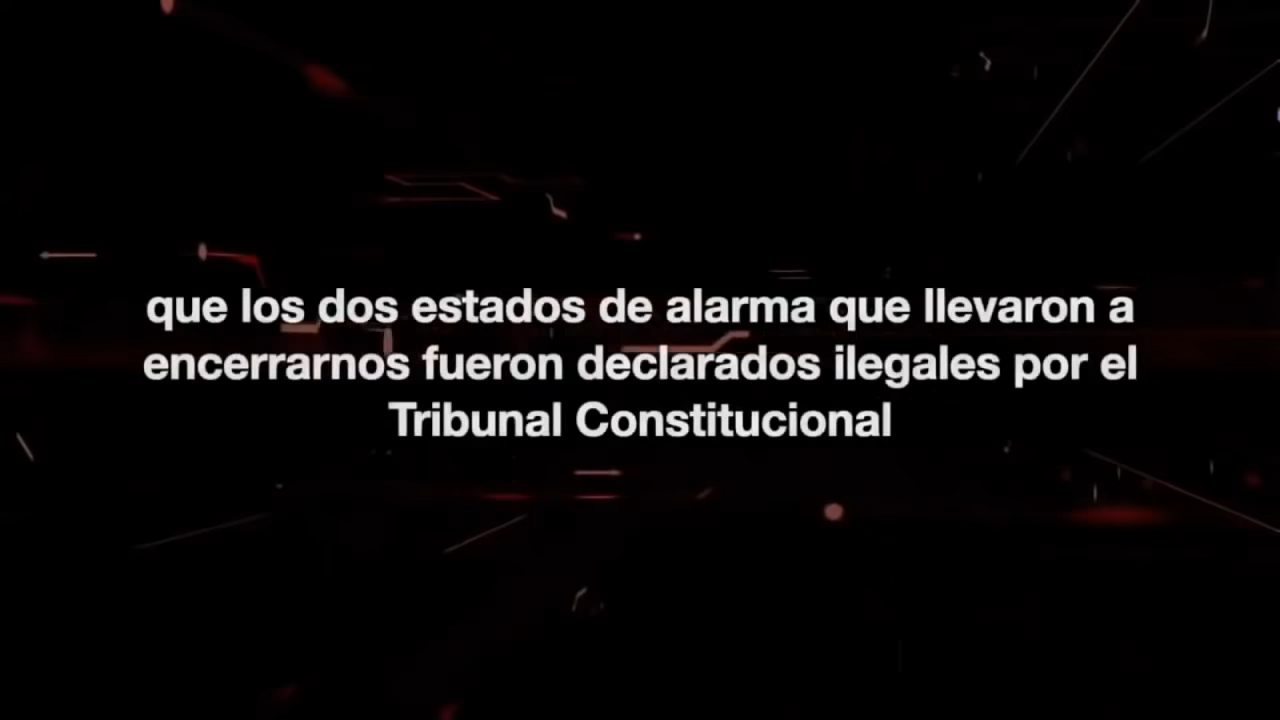 que los dos estados de alarma que llevaron a
encerrarnos fueron declarados ilegales por el
Tribunal Constitucional